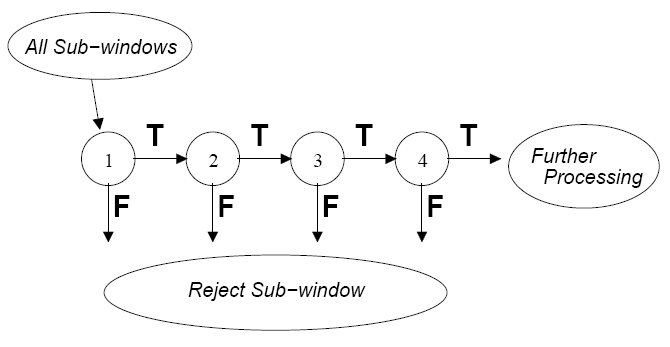 All Sub−windows
T T T T
1 2 3 4
Further
Processing
F F F F
Reject Sub−window